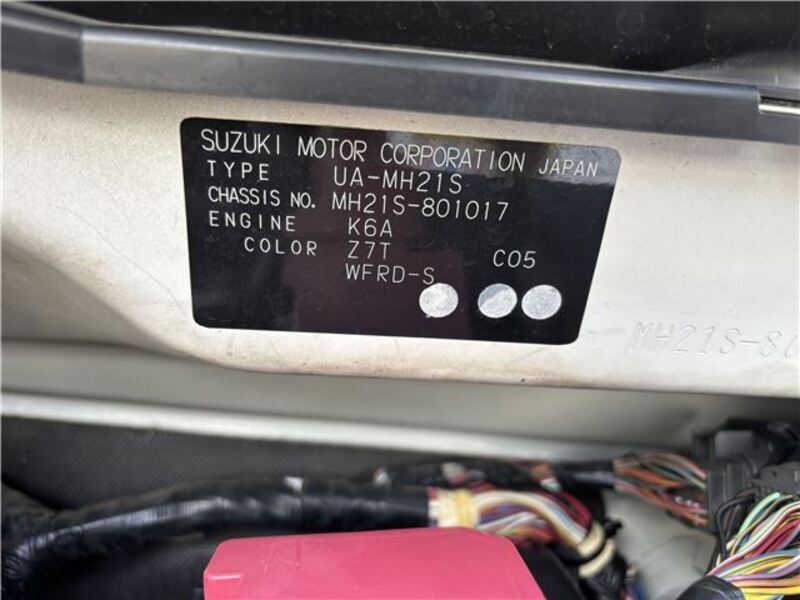 SUZUKI MOTOR CORPORATION JAPAN
TYPE UA-MH21S
CHASSIS NO. MH21S-801017
ENGINE K6A
COLOR Z7T C05
WFRD-S
MH21S-80